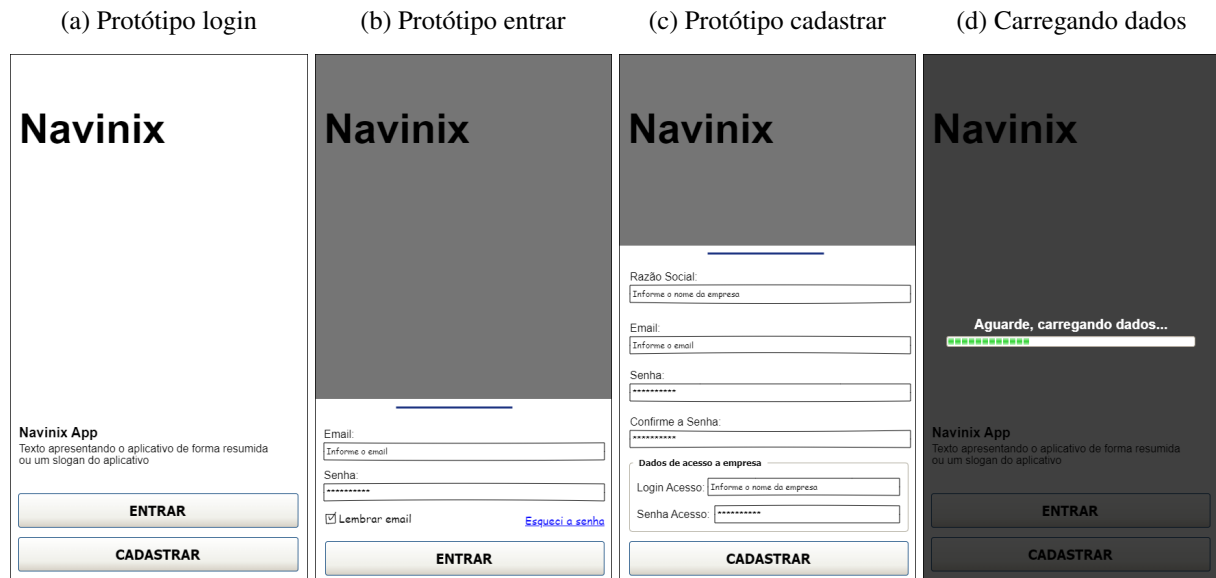 (a) Protótipo login
Navinix
Navinix App
Texto apresentando o aplicativo de forma resumida
ou um slogan do aplicativo
ENTRAR
CADASTRAR
(b) Protótipo entrar
Navinix
Email:
Informe o email
Senha:
**********
Lembrar email
Esqueci a senha
ENTRAR
(c) Protótipo cadastrar
Navinix
Razão Social:
Informe o nome da empresa
Email:
Informe o email
Senha:
**********
Confirme a Senha:
**********
Dados de acesso a empresa
Login Acesso: Informe o nome da empresa
Senha Acesso: **********
CADASTRAR
(d) Carregando dados
Navinix
Aguarde, carregando dados...
Navinix App
Texto apresentando o aplicativo de forma resumida
ou um slogan do aplicativo
ENTRAR
CADASTRAR